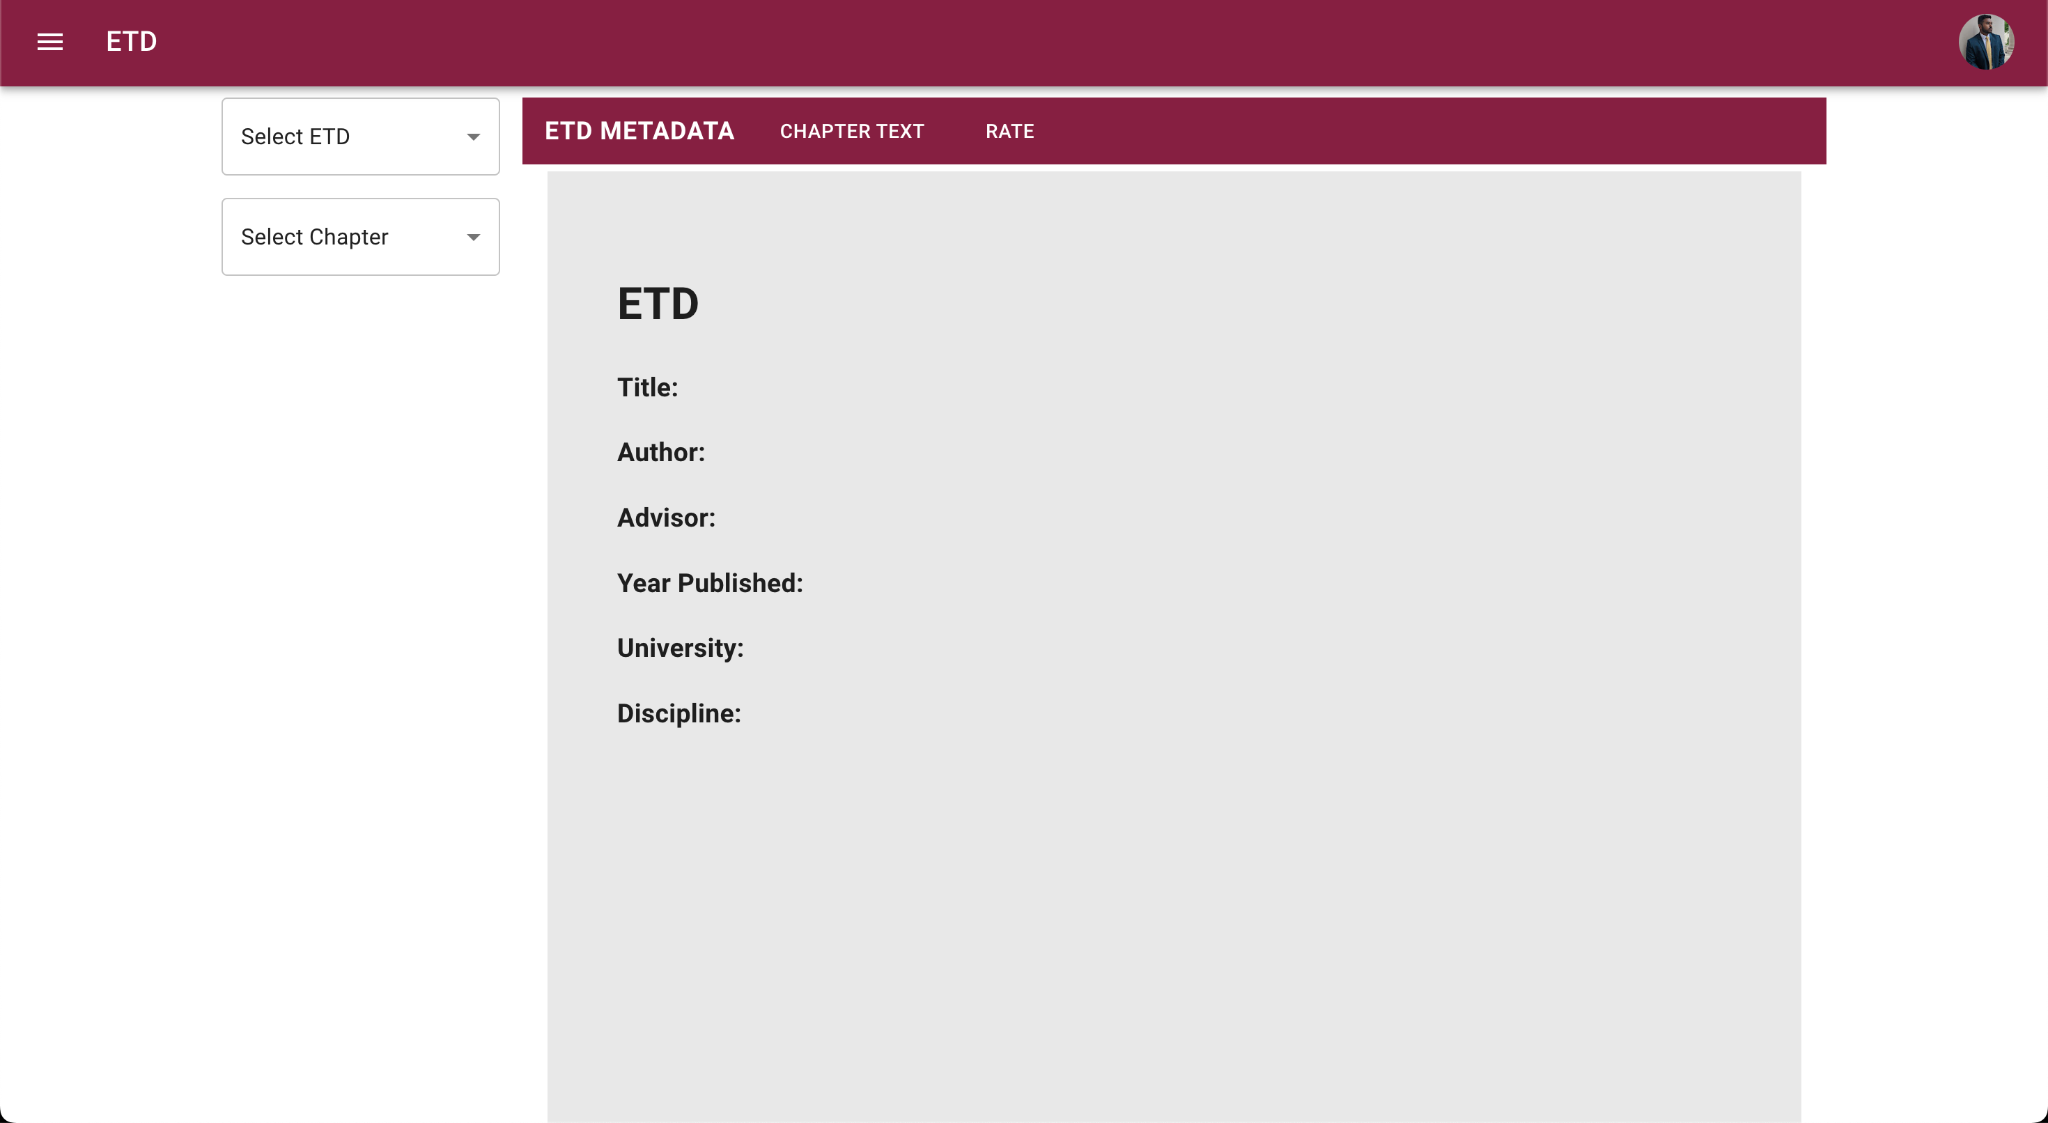 ETD
Select ETD
Select Chapter
ETD METADATA CHAPTER TEXT RATE
ETD
Title:
Author:
Advisor:
Year Published:
University:
Discipline: